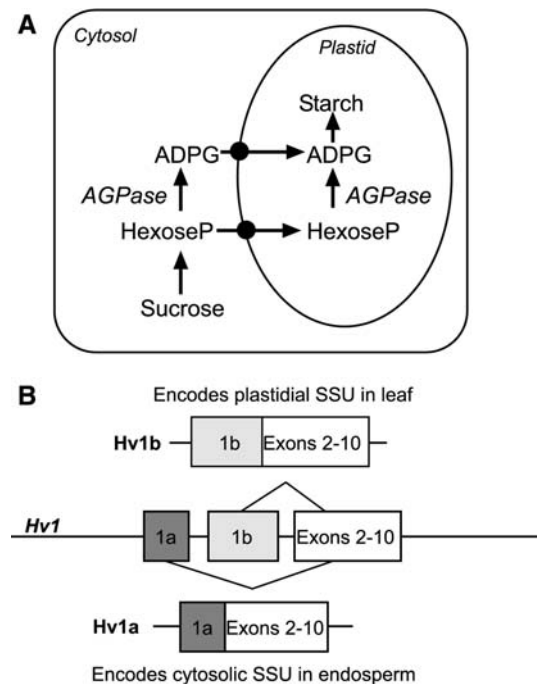 A
Cytosol
Plastid
Starch
ADPG ADPG
AGPase AGPase
HexoseP HexoseP
Sucrose
B
Encodes plastidial SSU in leaf
Hv1b 1b Exons 2-10
Hv1 1a 1b Exons 2-10
Hv1a 1a Exons 2-10
Encodes cytosolic SSU in endosperm